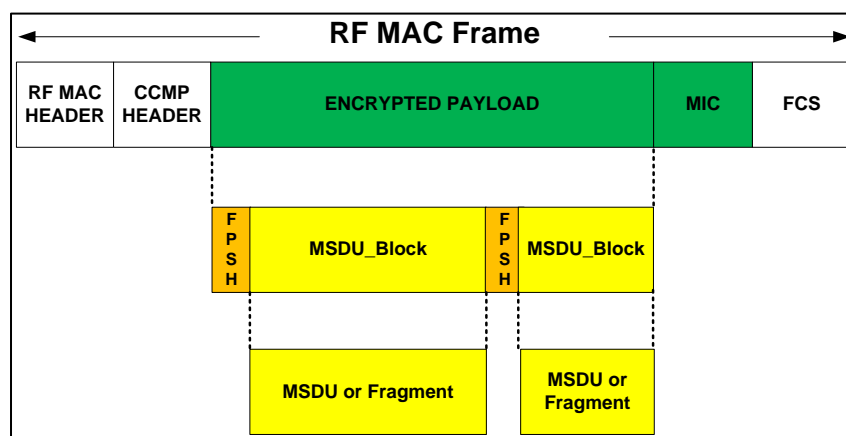 RF MAC Frame
RF MAC
HEADER
CCMP
HEADER
ENCRYPTED PAYLOAD
MIC
FCS
F
P
S
H
MSDU_Block
F
P
S
H
MSDU_Block
MSDU or Fragment
MSDU or
Fragment